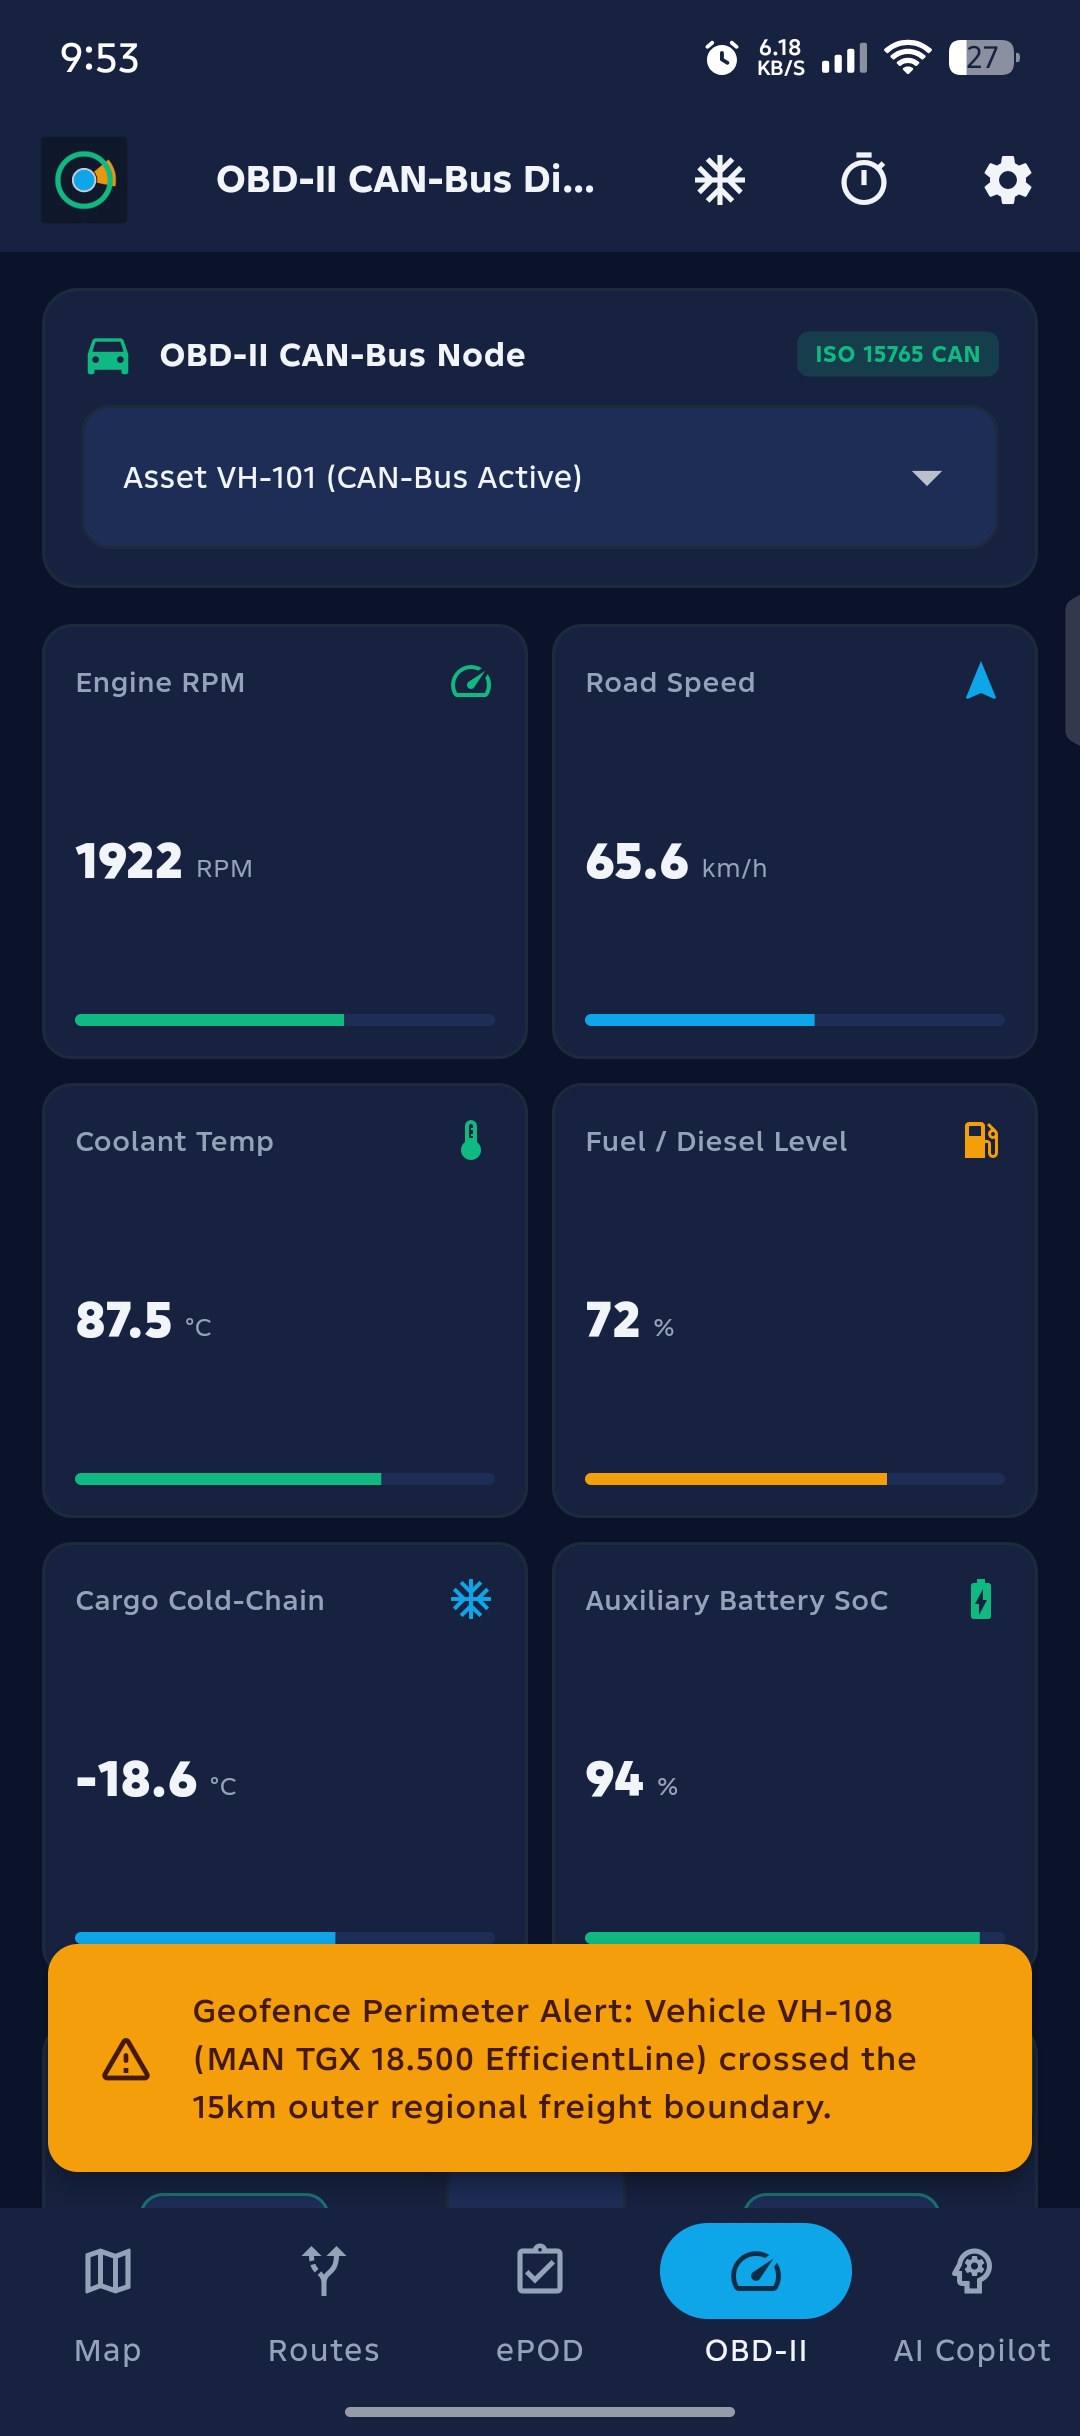 9:53
6.18
KB/S
27
OBD-II CAN-Bus Di...
OBD-II CAN-Bus Node
ISO 15765 CAN
Asset VH-101 (CAN-Bus Active)
Engine RPM
1922 RPM
Road Speed
65.6 km/h
Coolant Temp
87.5 °C
Fuel / Diesel Level
72 %
Cargo Cold-Chain
-18.6 °C
Auxiliary Battery SoC
94 %
Geofence Perimeter Alert: Vehicle VH-108
(MAN TGX 18.500 EfficientLine) crossed the
15km outer regional freight boundary.
Map
Routes
ePOD
OBD-II
AI Copilot